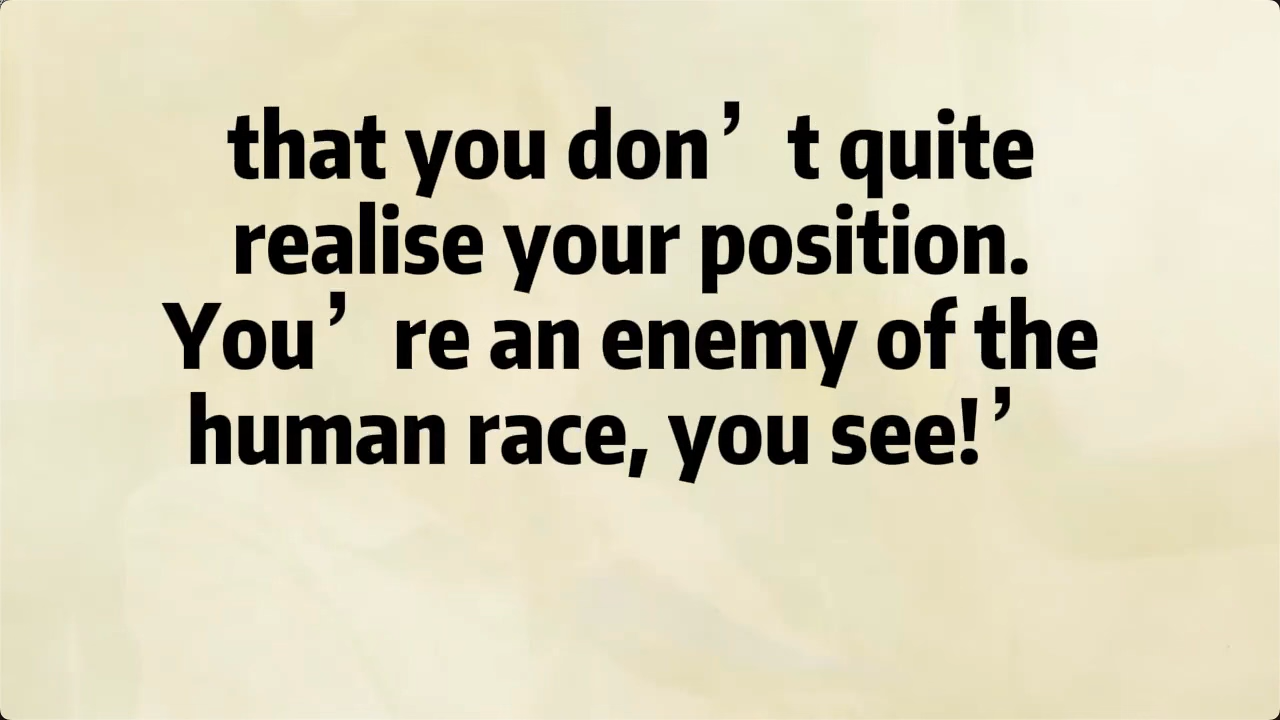 that you don’t quite
realise your position.
You’re an enemy of the
human race, you see!’